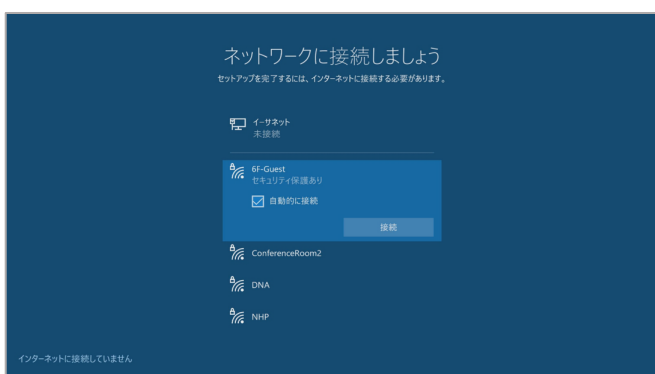 ネットワークに接続しましょう
セットアップを完了するには、インターネットに接続する必要があります。
イーサネット
未接続
6F-Guest
セキュリティ保護あり
自動的に接続
接続
ConferenceRoom2
DNA
NHP
インターネットに接続していません